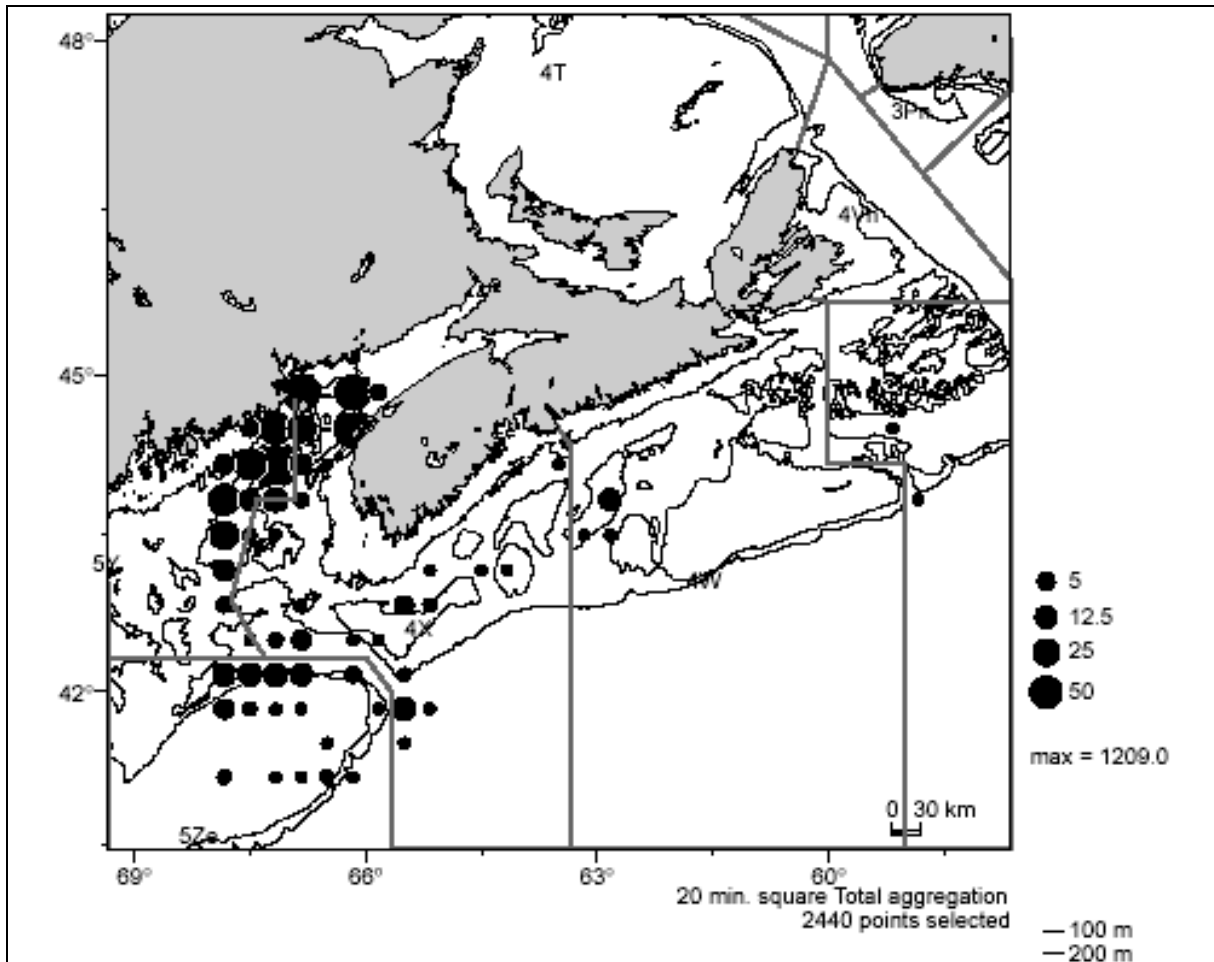 48°
4T
3Pn
4Vn
45°
5Y
4W
4X
42°
5Ze
0 30 km
69° 66° 63° 60°
5
12.5
25
50
max = 1209.0
20 min. square Total aggregation
2440 points selected
100 m
200 m